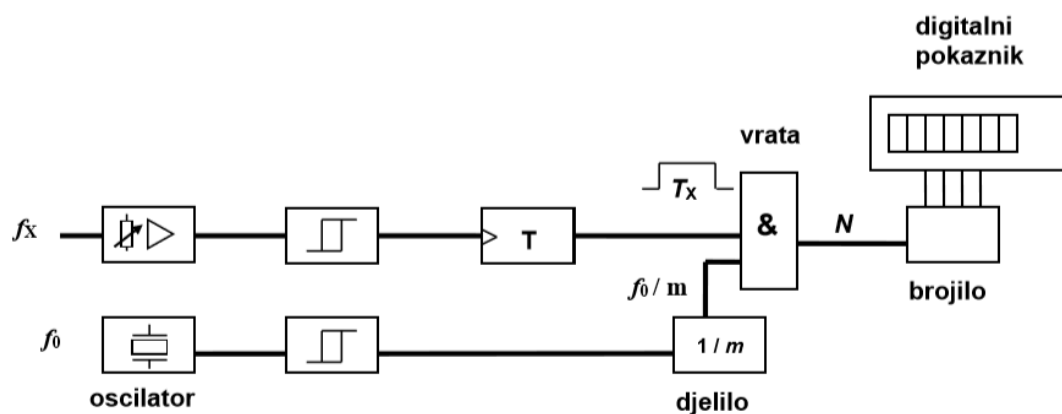 digitalni
pokaznik
vrata
Tx
fx
T
&
N
f0 / m
brojilo
f0
1 / m
oscilator
djelilo